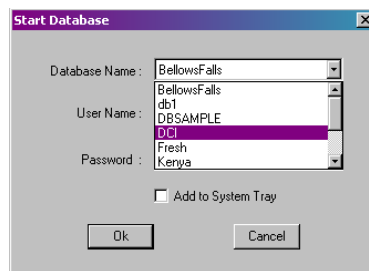 Start Database
Database Name : BellowsFalls
BellowsFalls
db1
User Name : DBSAMPLE
DCI
Fresh
Password : Kenya
Add to System Tray
Ok Cancel